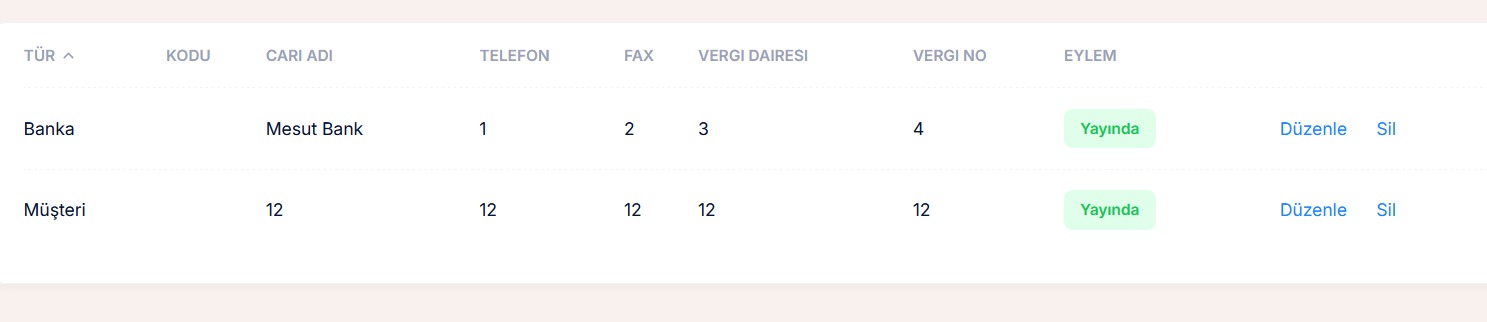 TÜR KODU CARI ADI TELEFON FAX VERGI DAIRESI VERGI NO EYLEM
Banka Mesut Bank 1 2 3 4 Yayında Düzenle Sil
Müşteri 12 12 12 12 12 Yayında Düzenle Sil